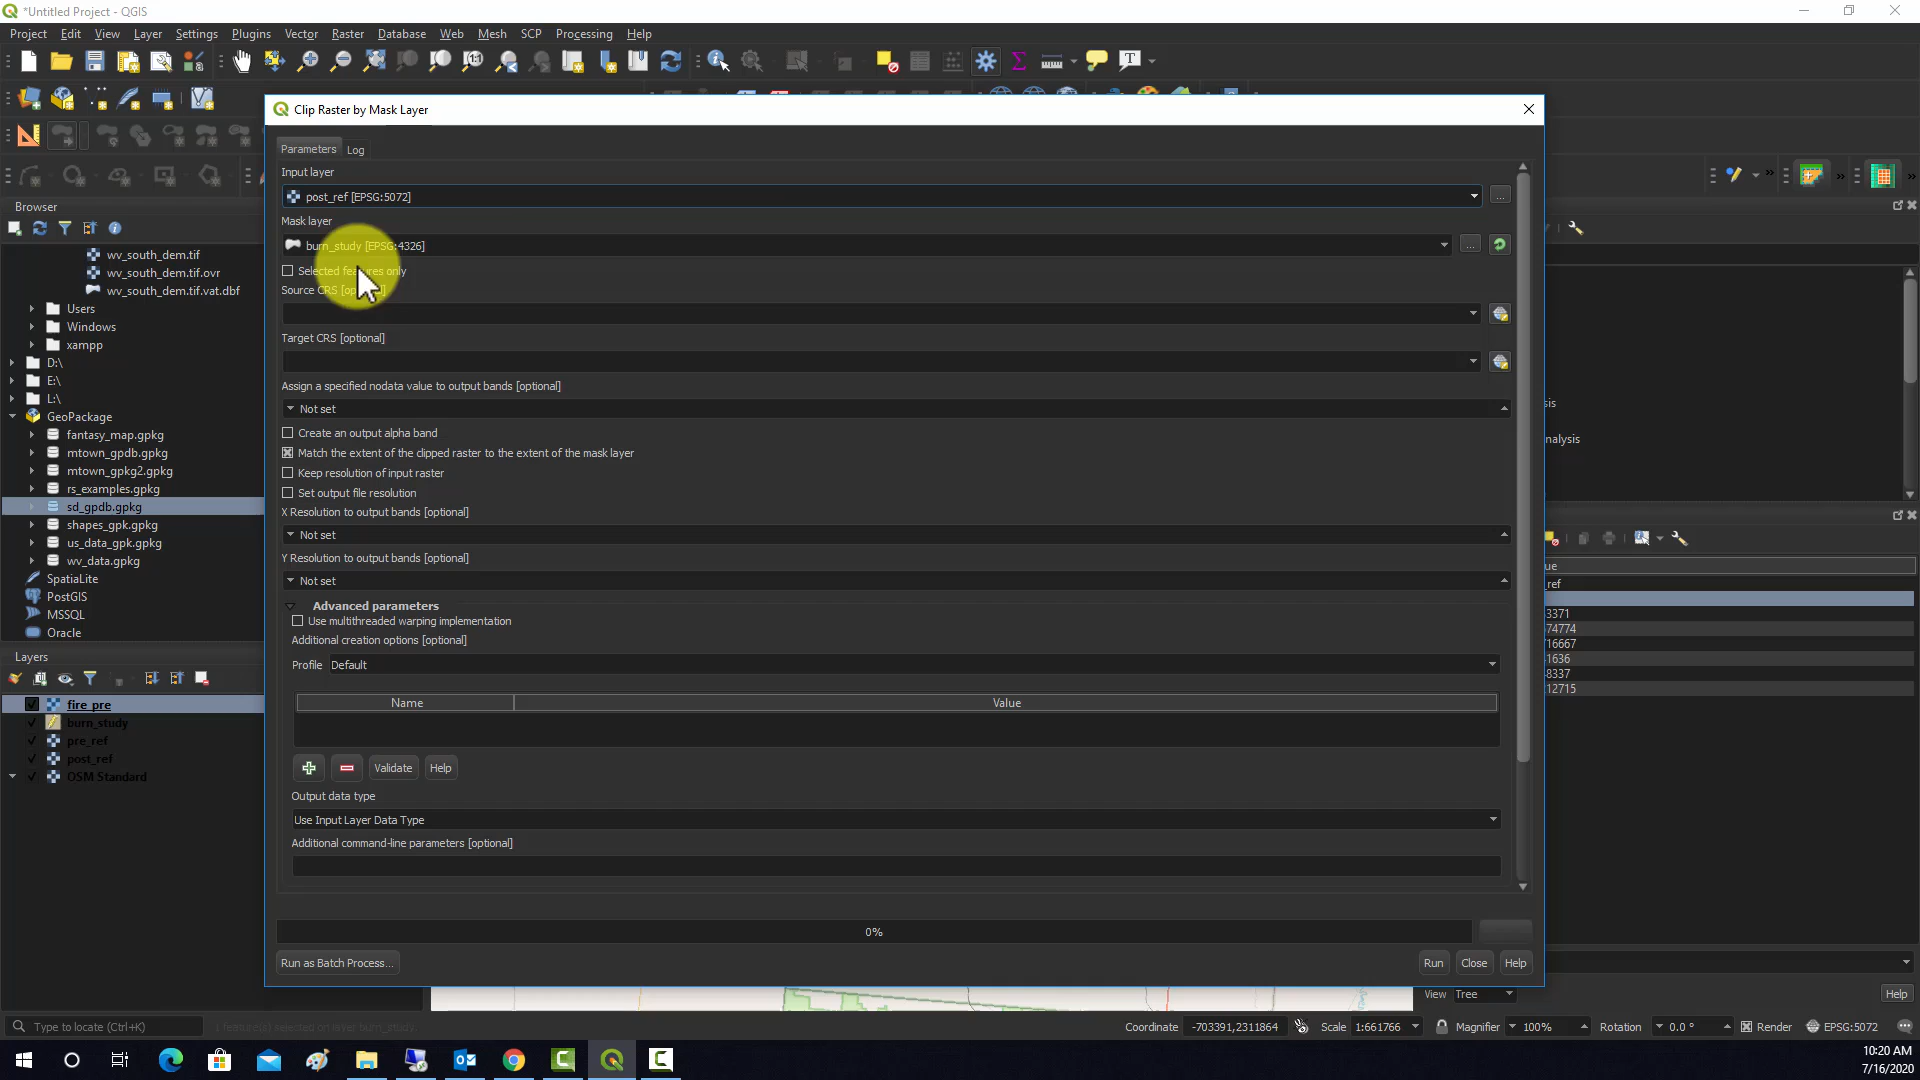 *Untitled Project - QGIS
Project Edit View Layer Settings Plugins Vector Raster Database Web Mesh SCP Processing Help
Clip Raster by Mask Layer
Parameters Log
Input layer
post_ref [EPSG:5072]
Mask layer
burn_study [EPSG:4326]
Selected features only
Source CRS
Target CRS [optional]
Assign a specified nodata value to output bands [optional]
Not set
Create an output alpha band
Match the extent of the clipped raster to the extent of the mask layer
Keep resolution of input raster
Set output file resolution
X Resolution to output bands [optional]
Not set
Y Resolution to output bands [optional]
Not set
Advanced parameters
Use multithreaded warping implementation
Additional creation options [optional]
Profile Default
Name Value
Validate Help
Output data type
Use Input Layer Data Type
Additional command-line parameters [optional]
0%
Run as Batch Process...
Run Close Help
Browser
wv_south_dem.tif
wv_south_dem.tif.ovr
wv_south_dem.tif.vat.dbf
Users
Windows
xampp
D:\
E:\
L:\
GeoPackage
fantasy_map.gpkg
mtown_gpdb.gpkg
mtown_gpkg2.gpkg
rs_examples.gpkg
sd_gpdb.gpkg
shapes_gpk.gpkg
us_data_gpk.gpkg
wv_data.gpkg
SpatiaLite
PostGIS
MSSQL
Oracle
Layers
fire_pre
burn_study
pre_ref
post_ref
OSM Standard
sis
nalysis
ue
_ref
3371
74774
716667
1636
8337
12715
View Tree
Help
Type to locate (Ctrl+K)
feature(s) selected on layer burn_study.
Coordinate -703391,2311864 Scale 1:661766 Magnifier 100% Rotation 0.0 ° Render EPSG:5072
10:20 AM
7/16/2020